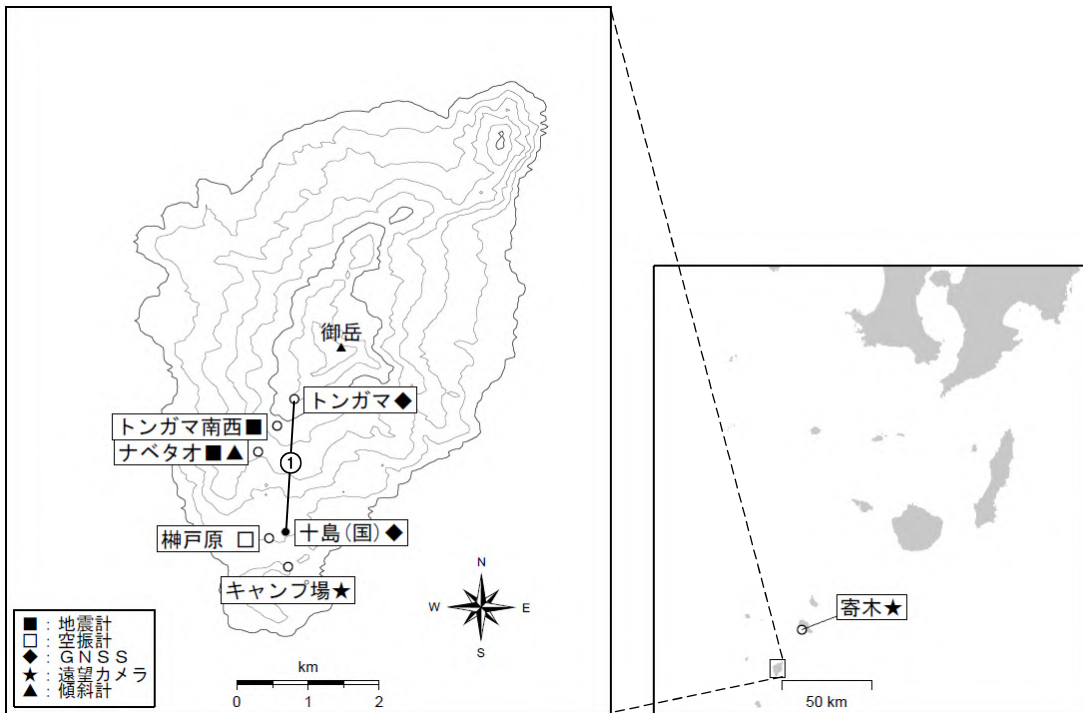 御岳
トンガマ◆
トンガマ南西■
ナベタオ■▲
①
榊戸原 □
十島(国)◆
キャンプ場★
N
W
E
S
■：地震計
□：空振計
◆：ＧＮＳＳ
★：遠望カメラ
▲：傾斜計
km
0 1 2
寄木★
50 km